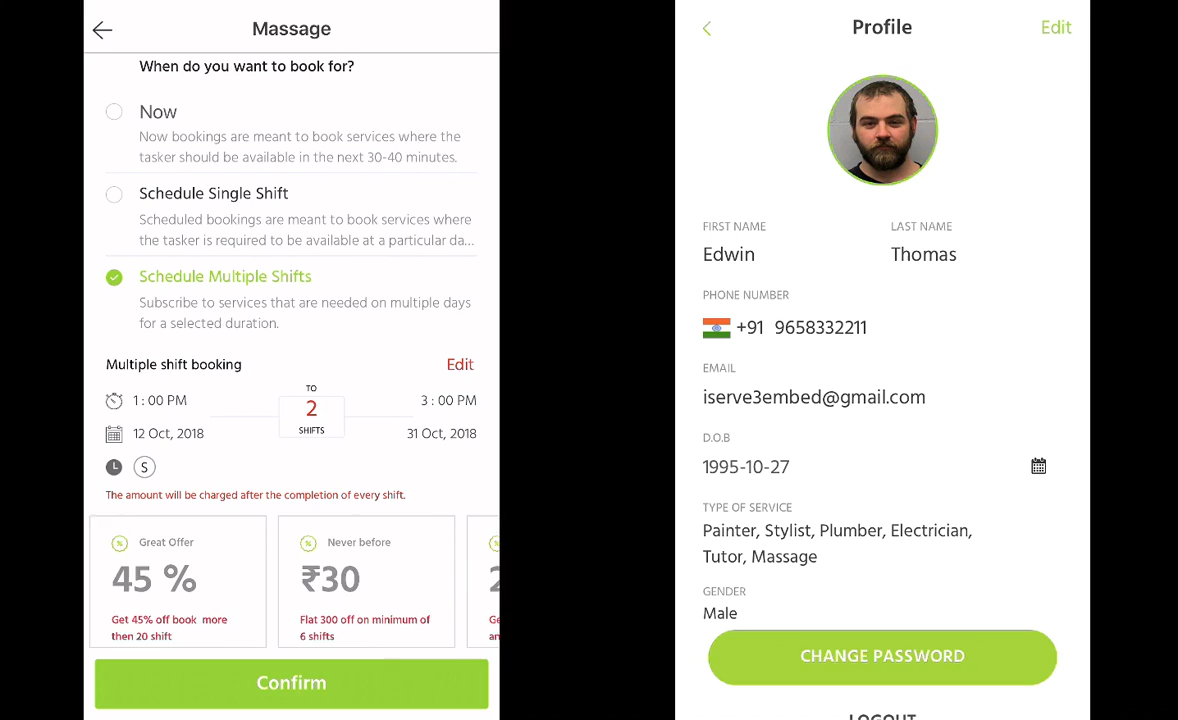 Massage
When do you want to book for?
Now
Now bookings are meant to book services where the
tasker should be available in the next 30-40 minutes.
Schedule Single Shift
Scheduled bookings are meant to book services where
the tasker is required to be available at a particular da...
Schedule Multiple Shifts
Subscribe to services that are needed on multiple days
for a selected duration.
Multiple shift booking Edit
1 : 00 PM TO 3 : 00 PM
2
12 Oct, 2018 SHIFTS 31 Oct, 2018
S
The amount will be charged after the completion of every shift.
% Great Offer
45 %
Get 45% off book more
then 20 shift
% Never before
₹30
Flat 300 off on minimum of
6 shifts
%
2
Ge
an
Confirm
Profile Edit
FIRST NAME LAST NAME
Edwin Thomas
PHONE NUMBER
+91 9658332211
EMAIL
iserve3embed@gmail.com
D.O.B
1995-10-27
TYPE OF SERVICE
Painter, Stylist, Plumber, Electrician,
Tutor, Massage
GENDER
Male
CHANGE PASSWORD
LOGOUT